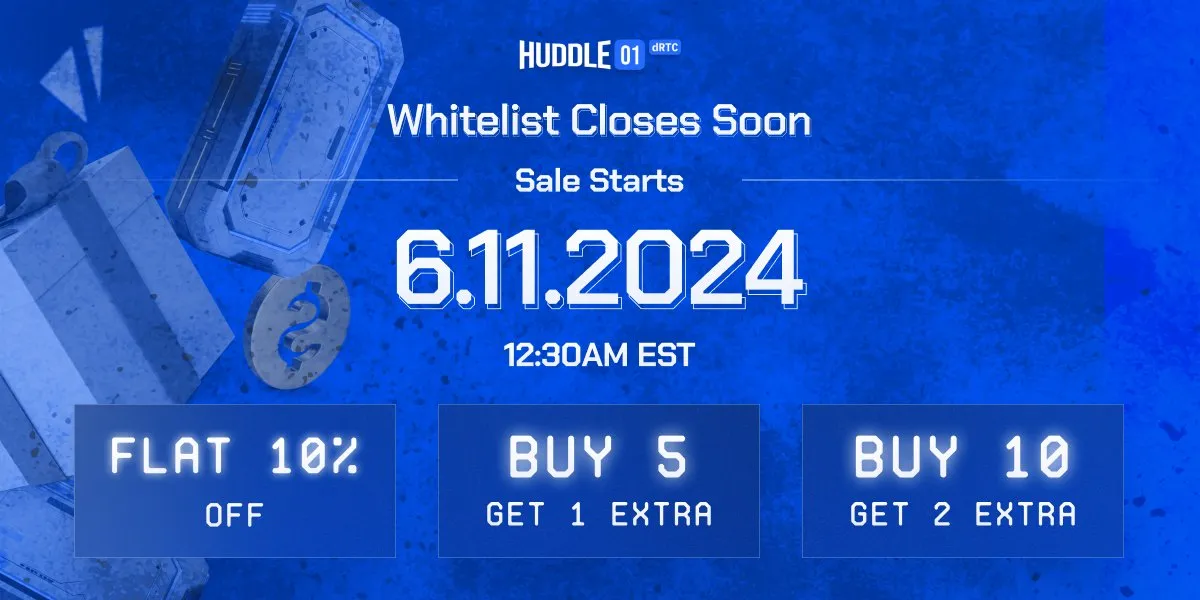 HUDDLE 01 dRTC
Whitelist Closes Soon
Sale Starts
6.11.2024
12:30AM EST
FLAT 10%
OFF
BUY 5
GET 1 EXTRA
BUY 10
GET 2 EXTRA